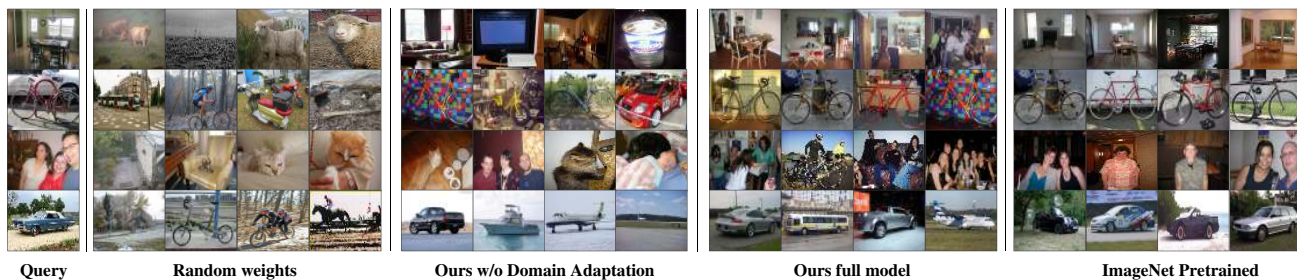 Query
Random weights
Ours w/o Domain Adaptation
Ours full model
ImageNet Pretrained